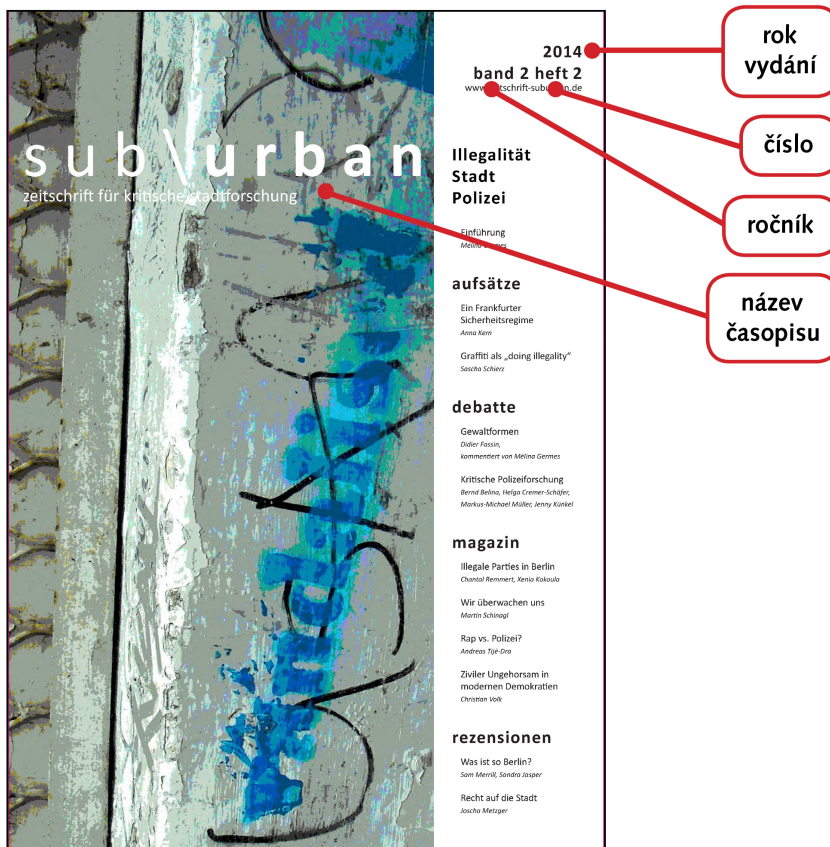 2014
band 2 heft 2
sub\urban
zeitschrift für kritische stadtforschung
Illegalität
Stadt
Polizei
Einführung
aufsätze
Ein Frankfurter
Sicherheitsregime
Anna Kern
Graffiti als „doing illegality“
Sascha Schierz
debatte
Gewaltformen
Didier Fassin,
kommentiert von Mélina Germes
Kritische Polizeiforschung
Bernd Belina, Helga Cremer-Schäfer,
Markus-Michael Müller, Jenny Künkel
magazin
Illegale Parties in Berlin
Chantal Remmert, Xenia Kokoula
Wir überwachen uns
Martin Schinagl
Rap vs. Polizei?
Andreas Tijé-Dra
Ziviler Ungehorsam in
modernen Demokratien
Christian Volk
rezensionen
Was ist so Berlin?
Sam Merrill, Sandra Jasper
Recht auf die Stadt
Joscha Metzger
rok
vydání
číslo
ročník
název
časopisu